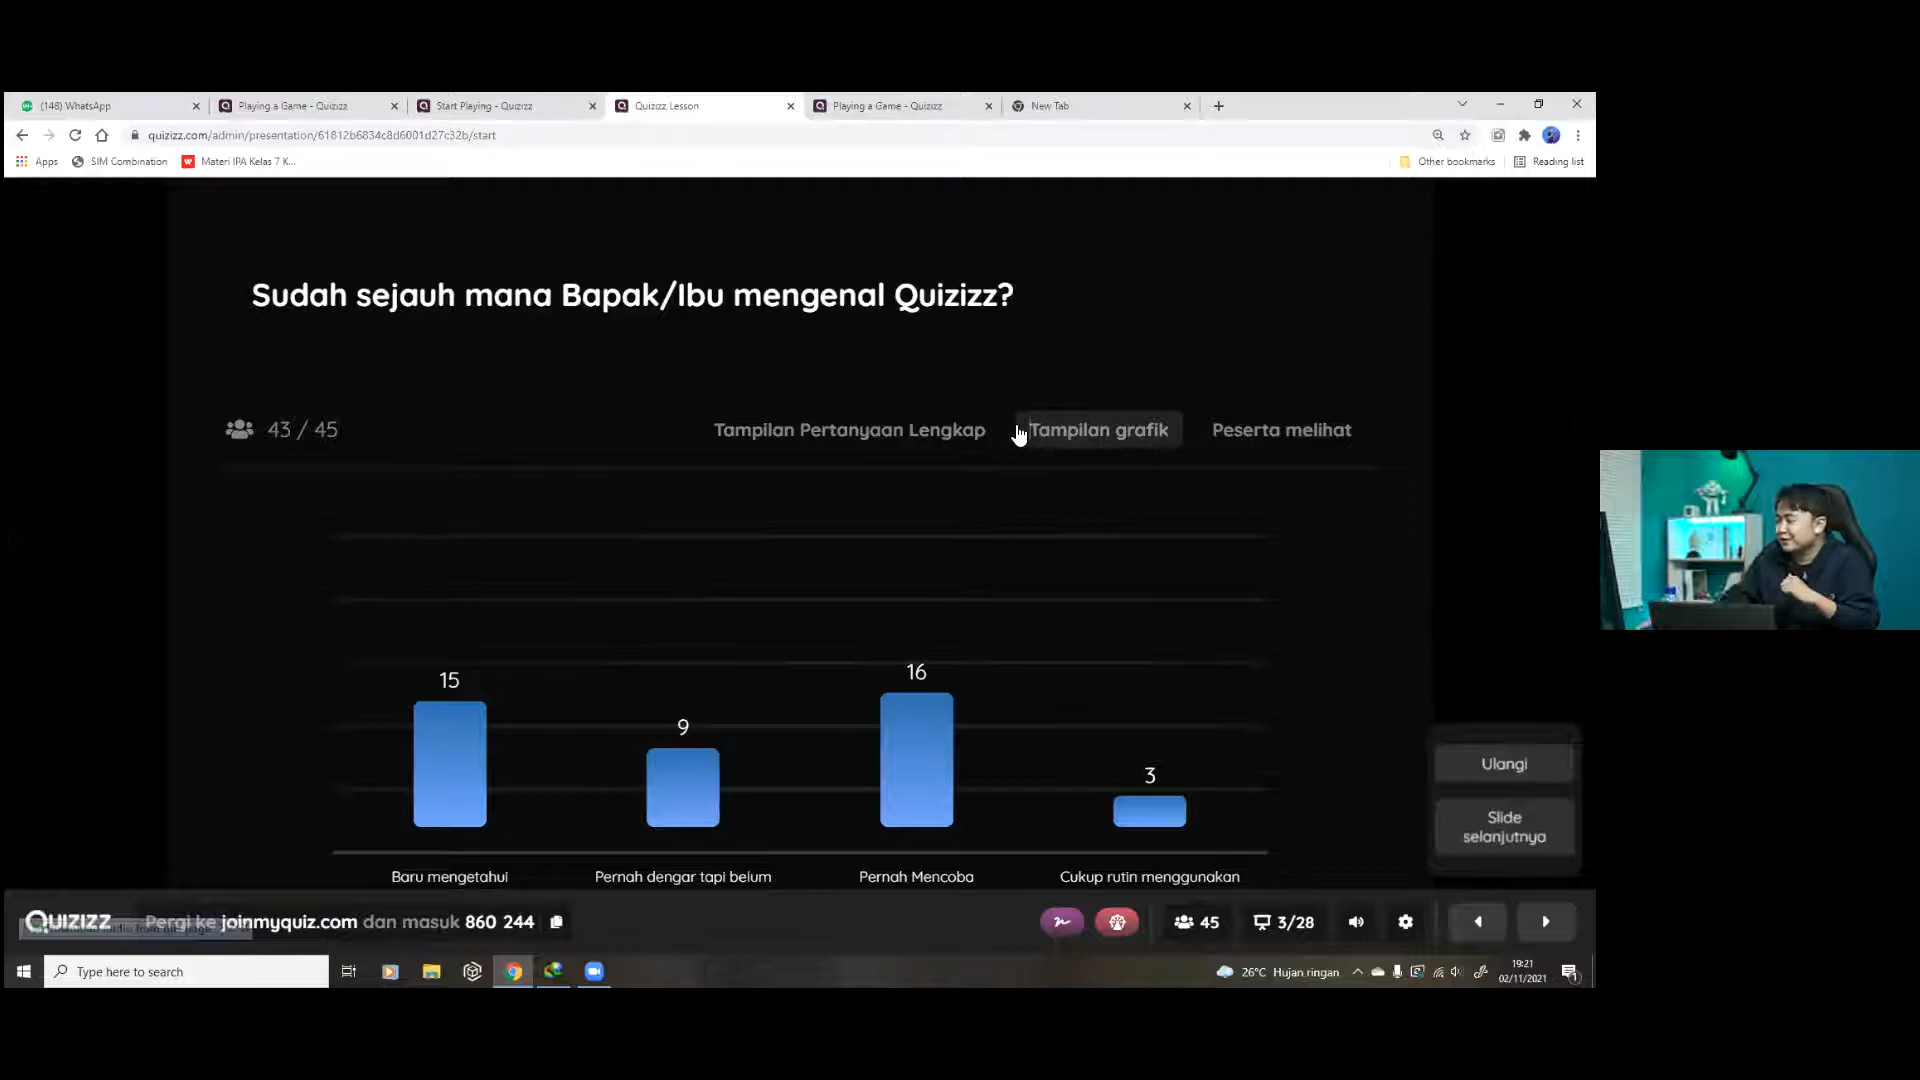 (148) WhatsApp
Playing a Game - Quizizz
Start Playing - Quizizz
Quizizz Lesson
Playing a Game - Quizizz
New Tab
quizizz.com/admin/presentation/61812b6834c8d6001d27c32b/start
Apps
SIM Combination
Materi IPA Kelas 7 K...
Other bookmarks
Reading list
Sudah sejauh mana Bapak/Ibu mengenal Quizizz?
43 / 45
Tampilan Pertanyaan Lengkap
Tampilan grafik
Peserta melihat
15
9
16
3
Baru mengetahui
Pernah dengar tapi belum
Pernah Mencoba
Cukup rutin menggunakan
Ulangi
Slide
selanjutnya
QUIZIZZ
Pergi ke joinmyquiz.com dan masuk 860 244
45
3/28
Type here to search
26°C Hujan ringan
19:21
02/11/2021
1